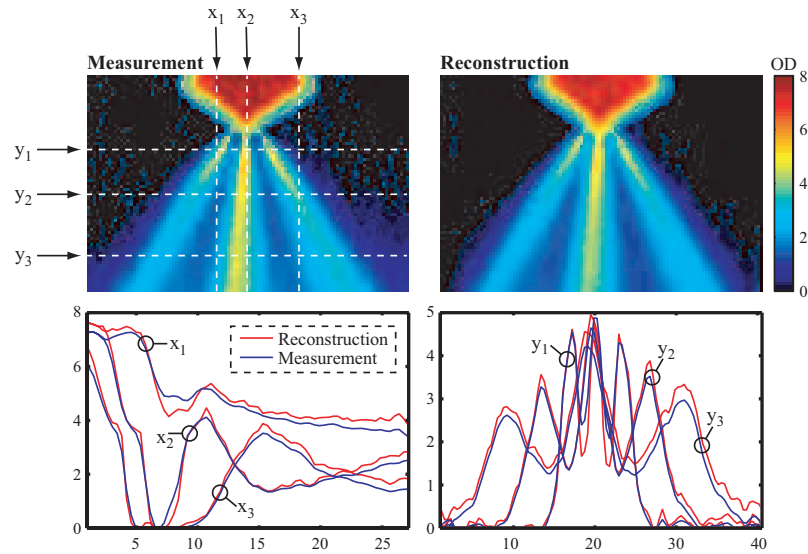 x1 x2 x3
Measurement
Reconstruction
OD
8
6
4
2
0
y1
y2
y3
8
6
4
2
0
x1
x2
x3
Reconstruction
Measurement
5 10 15 20 25
5
4
3
2
1
0
y1
y2
y3
10 20 30 40